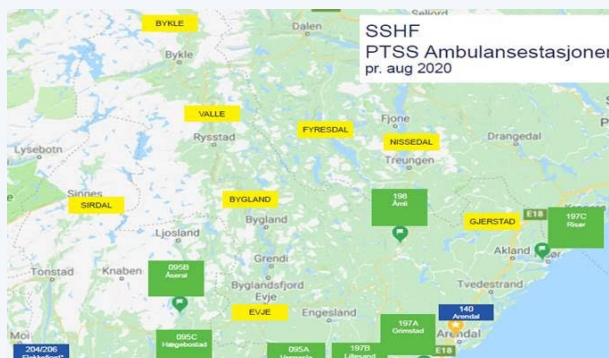 SSHF
PTSS Ambulansestasjoner
pr. aug 2020
BYKLE
Bykle
Dalen
VALLE
Rysstad
FYRESDAL
Fjone
NISSEDAL
Treungen
Drangedal
Lysebotn
Sinnes
SIRDAL
BYGLAND
Bygland
198
Åmli
GJERSTAD
E18
197C
Risør
Ljosland
Grendi
Akland
Tonstad
Knaben
095B
Åseral
Byglandsfjord
Evje
EVJE
Engesland
Tvedestrand
140
Arendal
Arendal
197A
Grimstad
Moi
204/206
095C
Hægebostad
095A
197B
Lillesand
E18